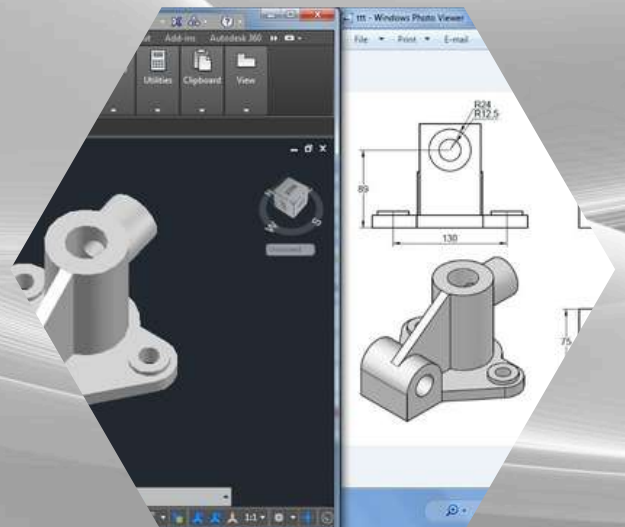 ttt - Windows Photo Viewer
Add-ins Autodesk 360
File Print E-mail
Utilities Clipboard View
R24
R12.5
89
130
75
W S
1:1